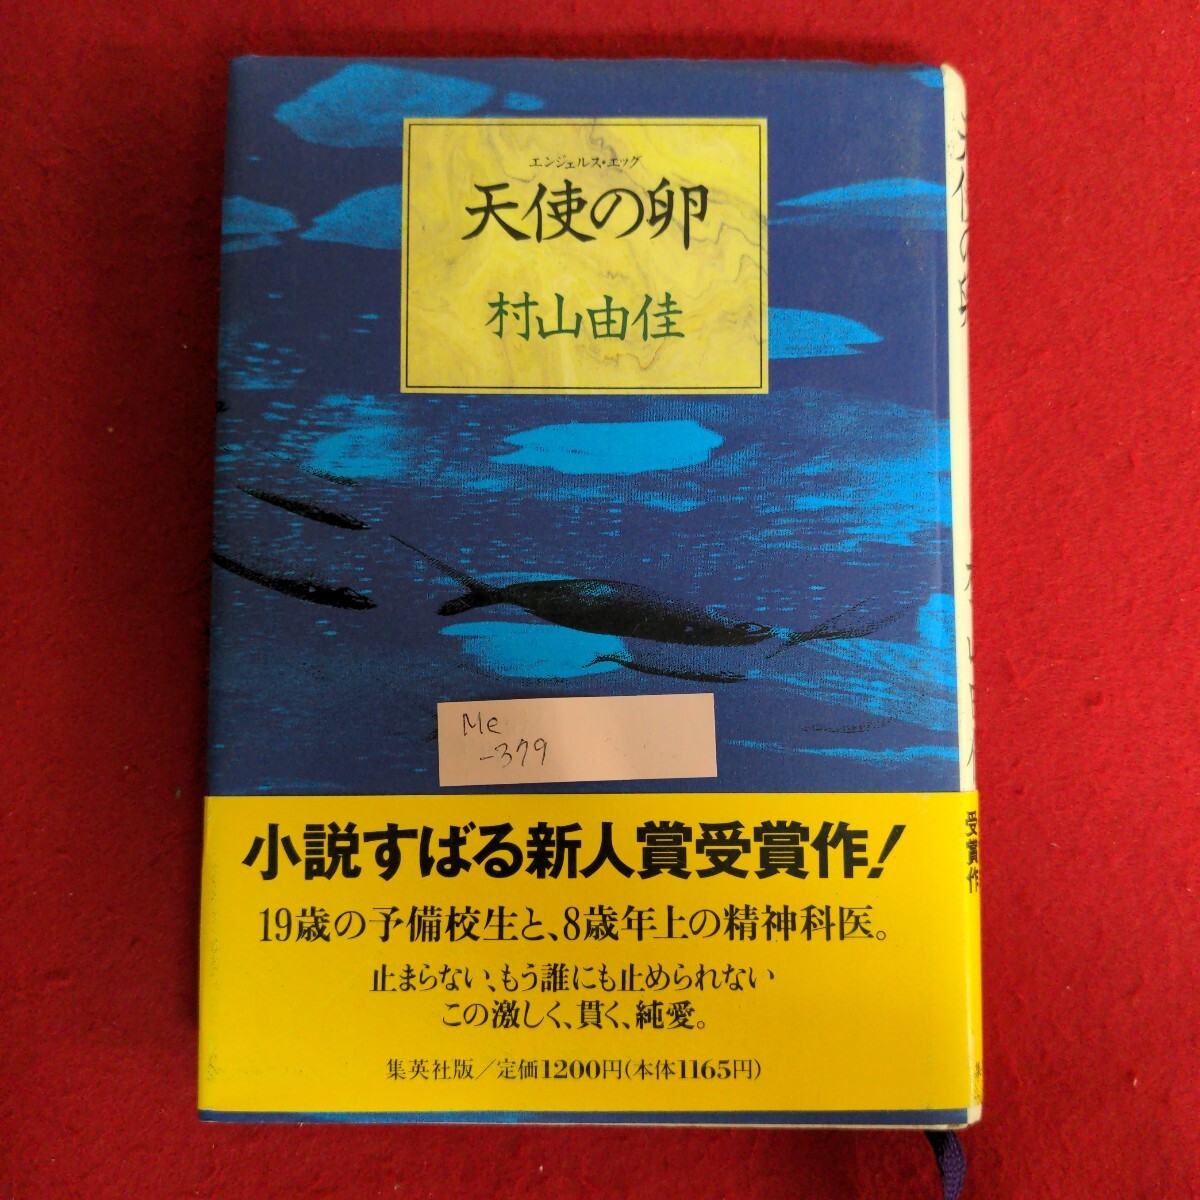 エンジェルス・エッグ
天使の卵
村山由佳
Me
-379
小説すばる新人賞受賞作!
19歳の予備校生と、8歳年上の精神科医。
止まらない、もう誰にも止められない
この激しく、貫く、純愛。
集英社版/定価1200円(本体1165円)
天使の卵
受賞作